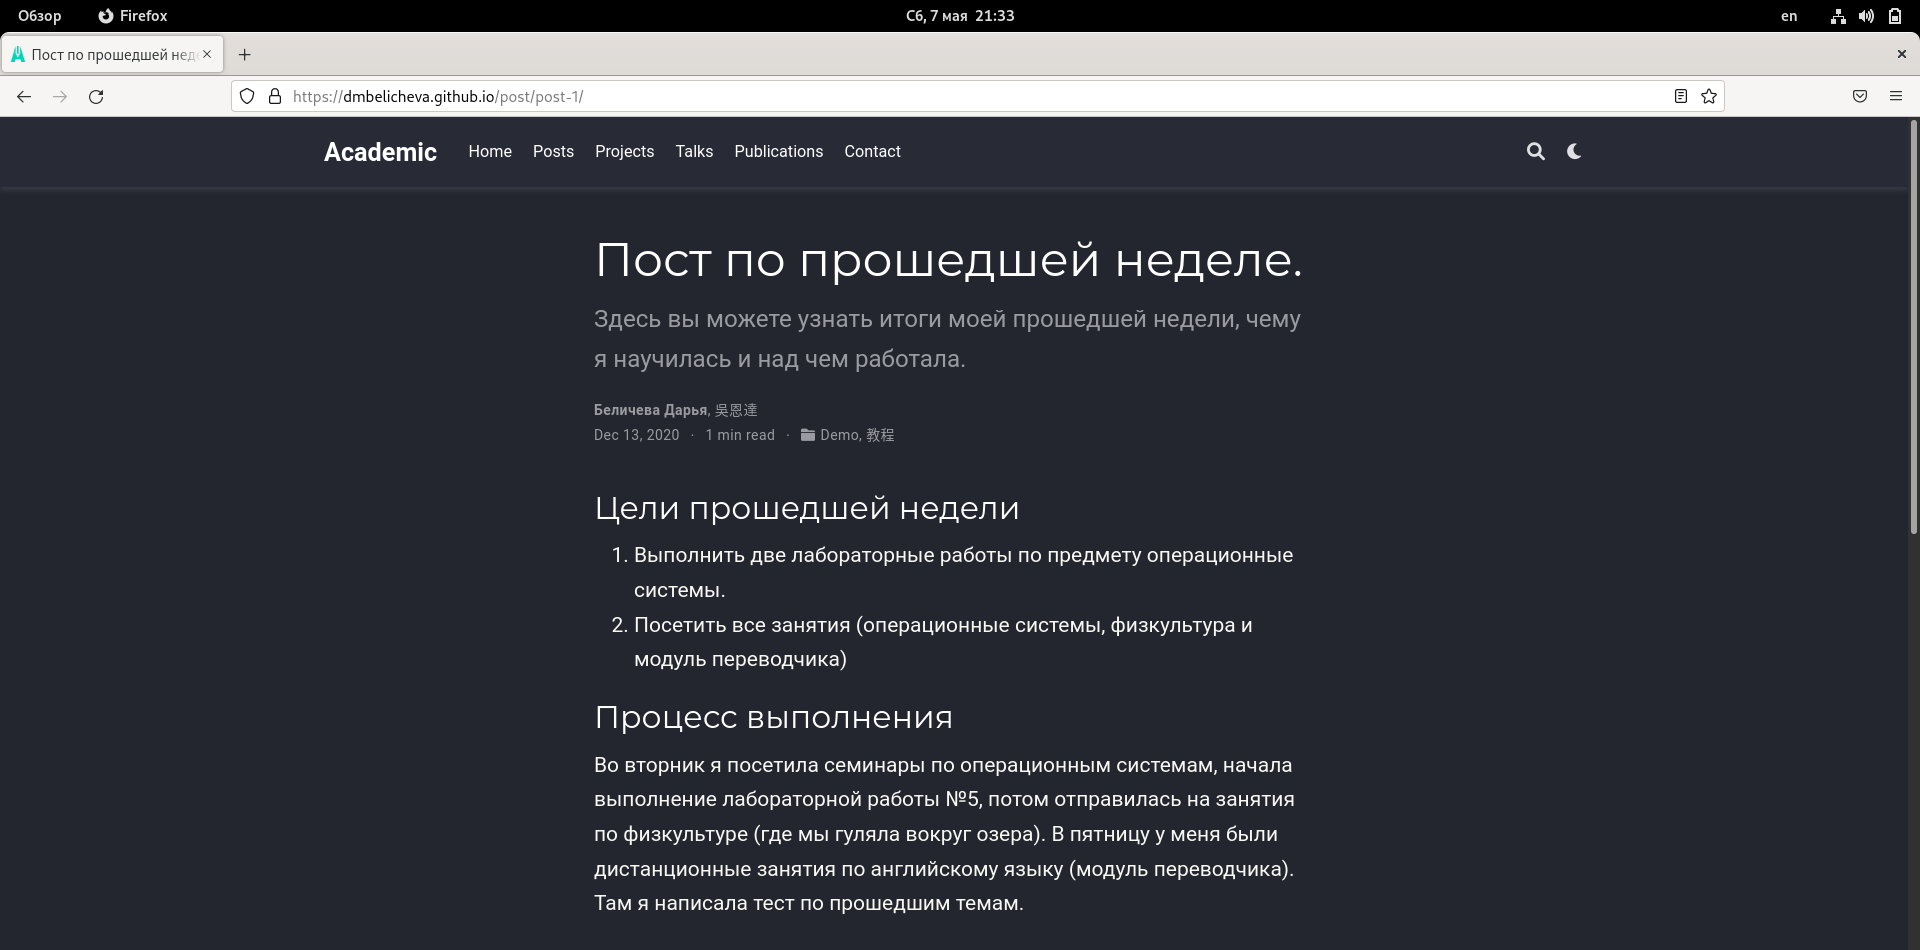 Обзор Firefox Сб, 7 мая 21:33 en
Пост по прошедшей нед
https://dmbelicheva.github.io/post/post-1/
Academic Home Posts Projects Talks Publications Contact
Пост по прошедшей неделе.
Здесь вы можете узнать итоги моей прошедшей недели, чему
я научилась и над чем работала.
Беличева Дарья, 吳恩達
Dec 13, 2020 · 1 min read · Demo, 教程
Цели прошедшей недели
1. Выполнить две лабораторные работы по предмету операционные
системы.
2. Посетить все занятия (операционные системы, физкультура и
модуль переводчика)
Процесс выполнения
Во вторник я посетила семинары по операционным системам, начала
выполнение лабораторной работы №5, потом отправилась на занятия
по физкультуре (где мы гуляла вокруг озера). В пятницу у меня были
дистанционные занятия по английскому языку (модуль переводчика).
Там я написала тест по прошедшим темам.